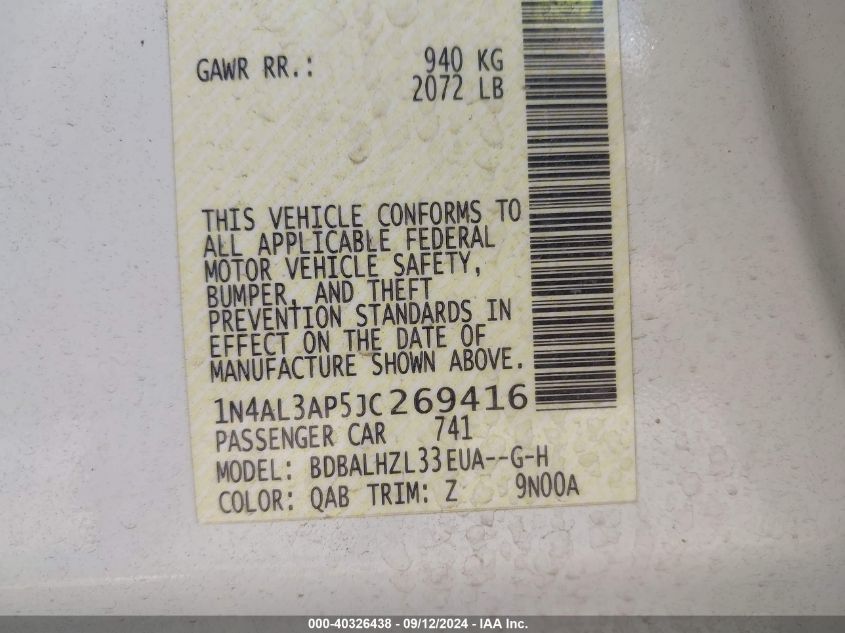 GAWR RR.: 940 KG
2072 LB
THIS VEHICLE CONFORMS TO
ALL APPLICABLE FEDERAL
MOTOR VEHICLE SAFETY,
BUMPER, AND THEFT
PREVENTION STANDARDS IN
EFFECT ON THE DATE OF
MANUFACTURE SHOWN ABOVE.
1N4AL3AP5JC269416
PASSENGER CAR 741
MODEL: BDBALHZL33EUA--G-H
COLOR: QAB TRIM: Z 9N00A
000-40326438 - 09/12/2024 - IAA Inc.